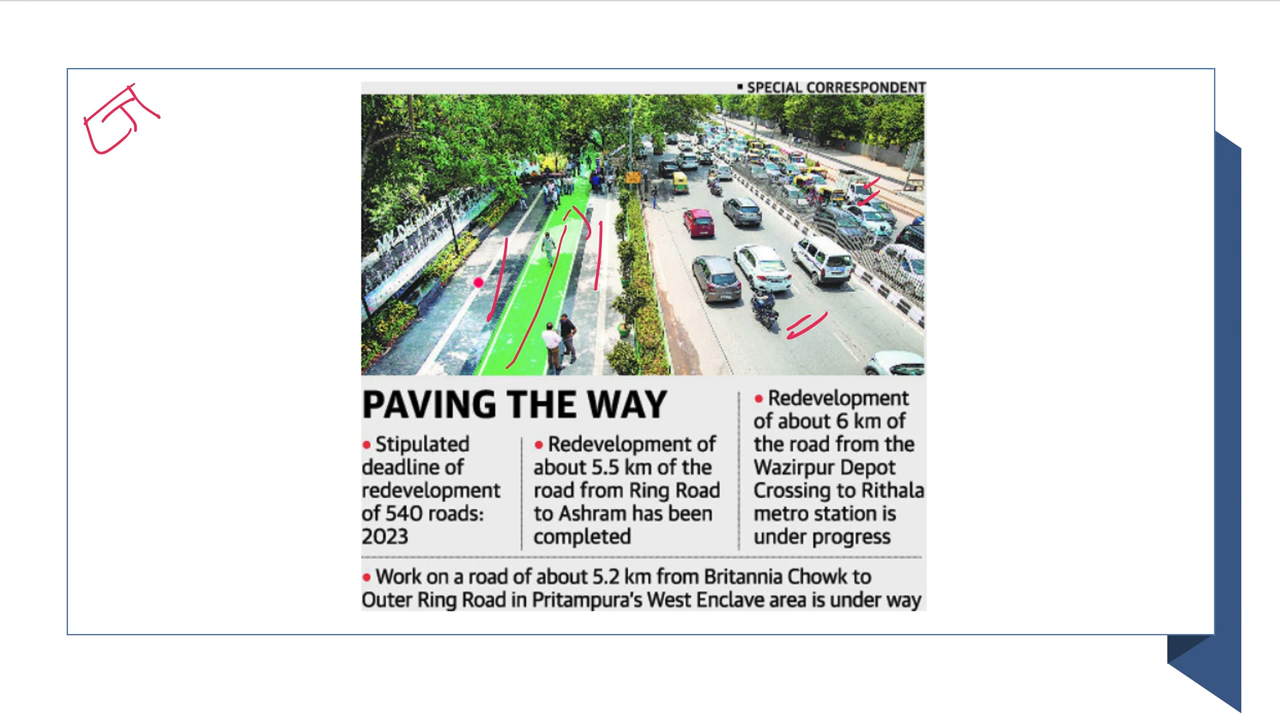 ▪ SPECIAL CORRESPONDENT
PAVING THE WAY
• Stipulated
deadline of
redevelopment
of 540 roads:
2023
• Redevelopment of
about 5.5 km of the
road from Ring Road
to Ashram has been
completed
• Redevelopment
of about 6 km of
the road from the
Wazirpur Depot
Crossing to Rithala
metro station is
under progress
• Work on a road of about 5.2 km from Britannia Chowk to
Outer Ring Road in Pritampura's West Enclave area is under way